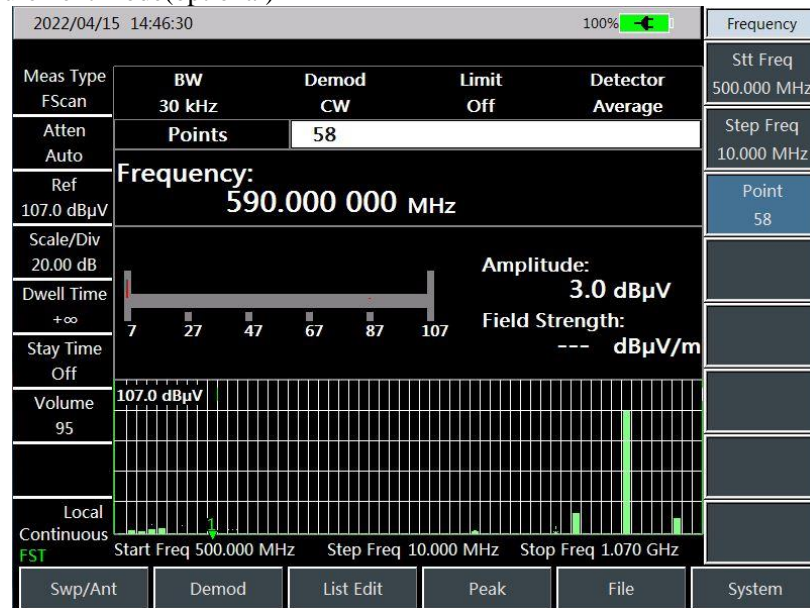 2022/04/15 14:46:30 100% Frequency
Stt Freq
500.000 MHz
Step Freq
10.000 MHz
Point
58
Meas Type
FScan
Atten
Auto
Ref
107.0 dBμV
Scale/Div
20.00 dB
Dwell Time
+∞
Stay Time
Off
Volume
95
Local
Continuous
FST
BW Demod Limit Detector
30 kHz CW Off Average
Points 58
Frequency:
590.000 000 MHz
Amplitude:
3.0 dBμV
7 27 47 67 87 107
Field Strength:
--- dBμV/m
107.0 dBμV
1
Start Freq 500.000 MHz Step Freq 10.000 MHz Stop Freq 1.070 GHz
Swp/Ant Demod List Edit Peak File System